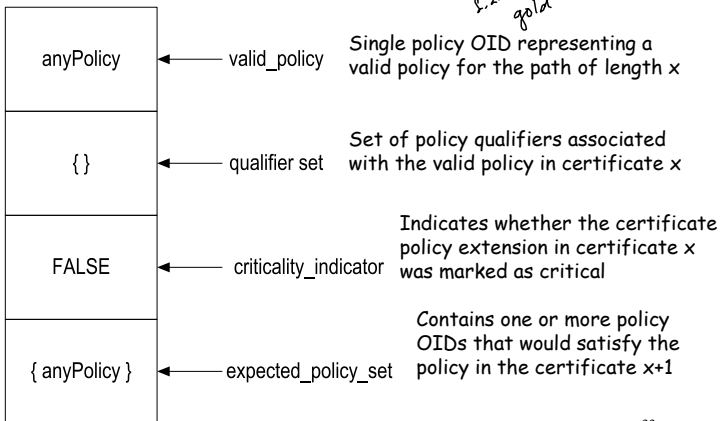 gold
anyPolicy
valid_policy
Single policy OID representing a
valid policy for the path of length x
{ }
qualifier set
Set of policy qualifiers associated
with the valid policy in certificate x
FALSE
criticality_indicator
Indicates whether the certificate
policy extension in certificate x
was marked as critical
{ anyPolicy }
expected_policy_set
Contains one or more policy
OIDs that would satisfy the
policy in the certificate x+1